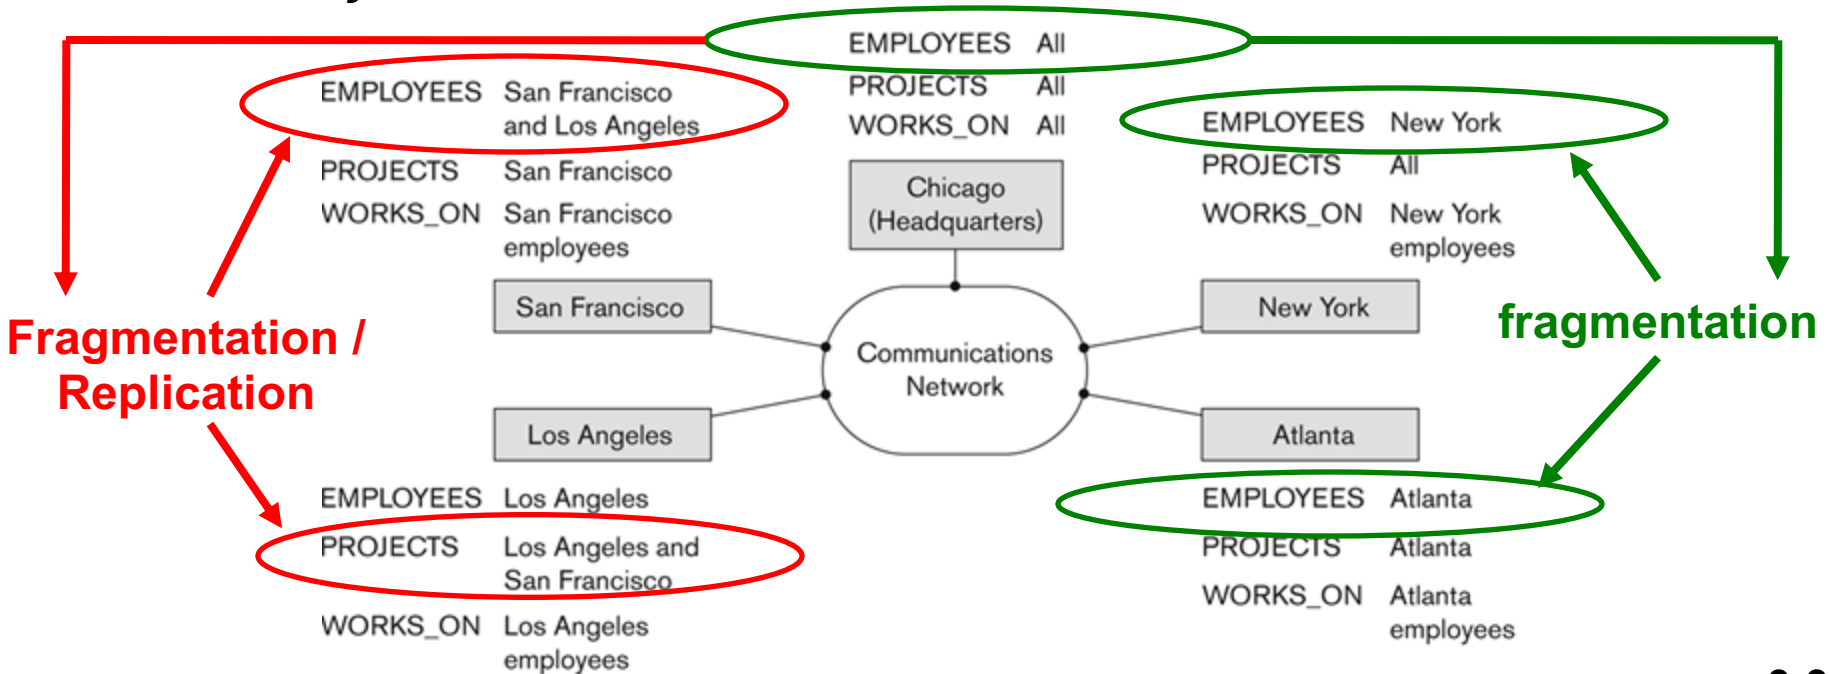 EMPLOYEES All
PROJECTS All
WORKS_ON All
EMPLOYEES San Francisco
and Los Angeles
PROJECTS San Francisco
WORKS_ON San Francisco
employees
EMPLOYEES New York
PROJECTS All
WORKS_ON New York
employees
Chicago
(Headquarters)
San Francisco
New York
Fragmentation /
Replication
Communications
Network
fragmentation
Los Angeles
Atlanta
EMPLOYEES Los Angeles
PROJECTS Los Angeles and
San Francisco
WORKS_ON Los Angeles
employees
EMPLOYEES Atlanta
PROJECTS Atlanta
WORKS_ON Atlanta
employees